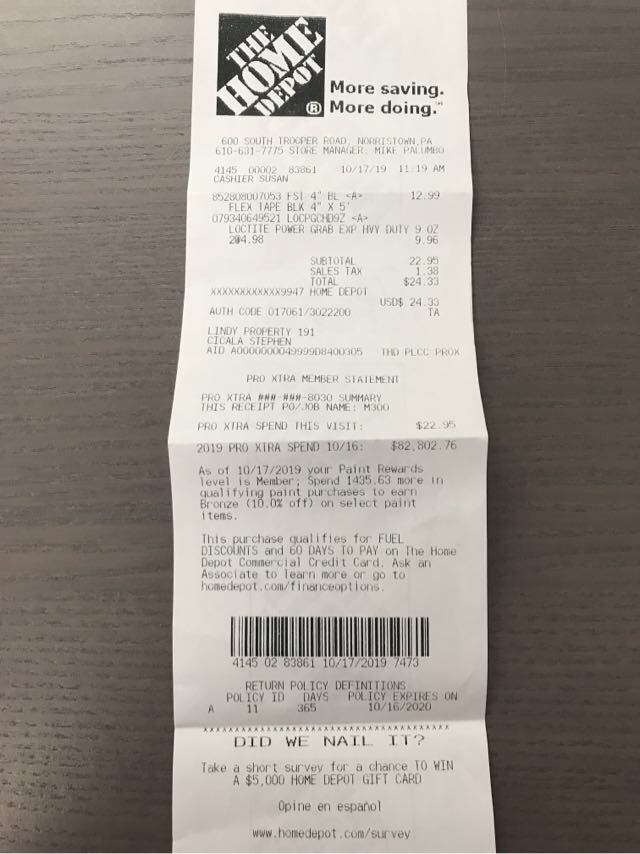 THE
HOME
DEPOT
®
More saving.
More doing.™
600 SOUTH TROOPER ROAD, NORRISTOWN,PA
610-631-7775 STORE MANAGER: MIKE PALUMBO
4145 00002 83861 10/17/19 11:19 AM
CASHIER SUSAN
852808007053 FST 4" BL <A> 12.99
FLEX TAPE BLK 4" X 5'
079340649521 LOCPGCHD9Z <A>
LOCTITE POWER GRAB EXP HVY DUTY 9 OZ
2@4.98 9.96
SUBTOTAL 22.95
SALES TAX 1.38
TOTAL $24.33
XXXXXXXXXXXX9947 HOME DEPOT
USD$ 24.33
AUTH CODE 017061/3022200 TA
LINDY PROPERTY 191
CICALA STEPHEN
AID A0000000049999D8400305 THD PLCC PROX
PRO XTRA MEMBER STATEMENT
PRO XTRA ###-###-8030 SUMMARY
THIS RECEIPT PO/JOB NAME: M300
PRO XTRA SPEND THIS VISIT: $22.95
2019 PRO XTRA SPEND 10/16: $82,802.76
As of 10/17/2019 your Paint Rewards
level is Member; Spend 1435.63 more in
qualifying paint purchases to earn
Bronze (10.0% off) on select paint
items.
This purchase qualifies for FUEL
DISCOUNTS and 60 DAYS TO PAY on The Home
Depot Commercial Credit Card. Ask an
Associate to learn more or go to
homedepot.com/financeoptions.
4145 02 83861 10/17/2019 7473
RETURN POLICY DEFINITIONS
POLICY ID DAYS POLICY EXPIRES ON
A 11 365 10/16/2020
DID WE NAIL IT?
Take a short survey for a chance TO WIN
A $5,000 HOME DEPOT GIFT CARD
Opine en español
www.homedepot.com/survey